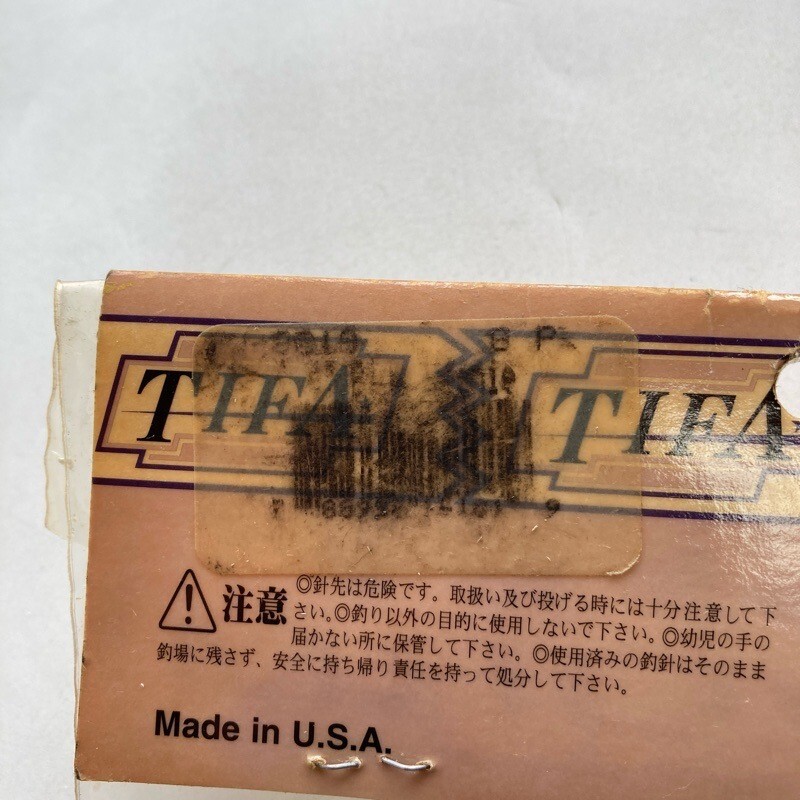 TIFA TIFA
注意
◎針先は危険です。取扱い及び投げる時には十分注意して下
さい。◎釣り以外の目的に使用しないで下さい。◎幼児の手の
届かない所に保管して下さい。◎使用済みの釣針はそのまま
釣場に残さず、安全に持ち帰り責任を持って処分して下さい。
Made in U.S.A.